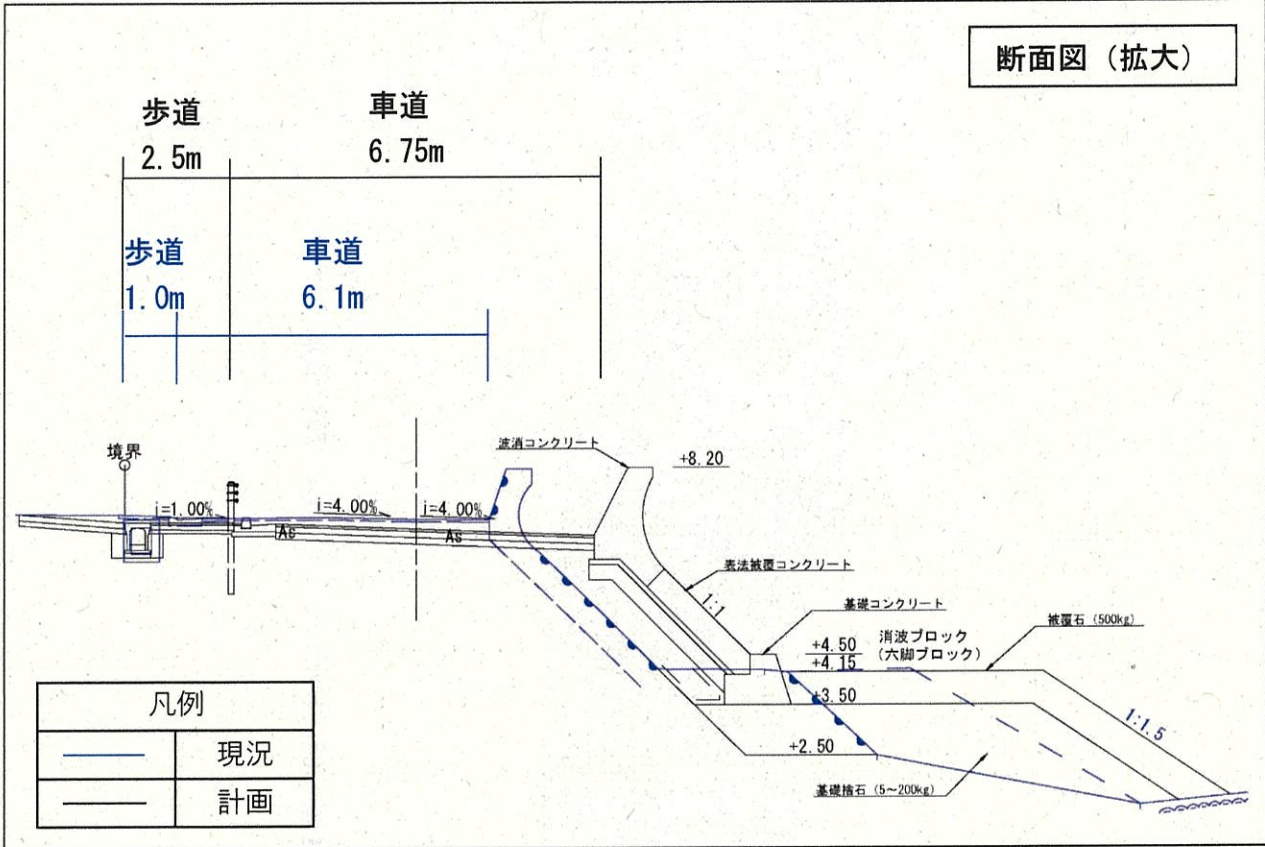 断面図（拡大）
歩道
2.5m
車道
6.75m
歩道
1.0m
車道
6.1m
境界
i=1.00%
i=4.00%
i=4.00%
As
As
波消コンクリート
+8.20
表法被覆コンクリート
1:1
基礎コンクリート
+4.50
+4.15
消波ブロック
（六脚ブロック）
被覆石（500kg）
+3.50
+2.50
1:1.5
基礎捨石（5～200kg）
凡例
現況
計画